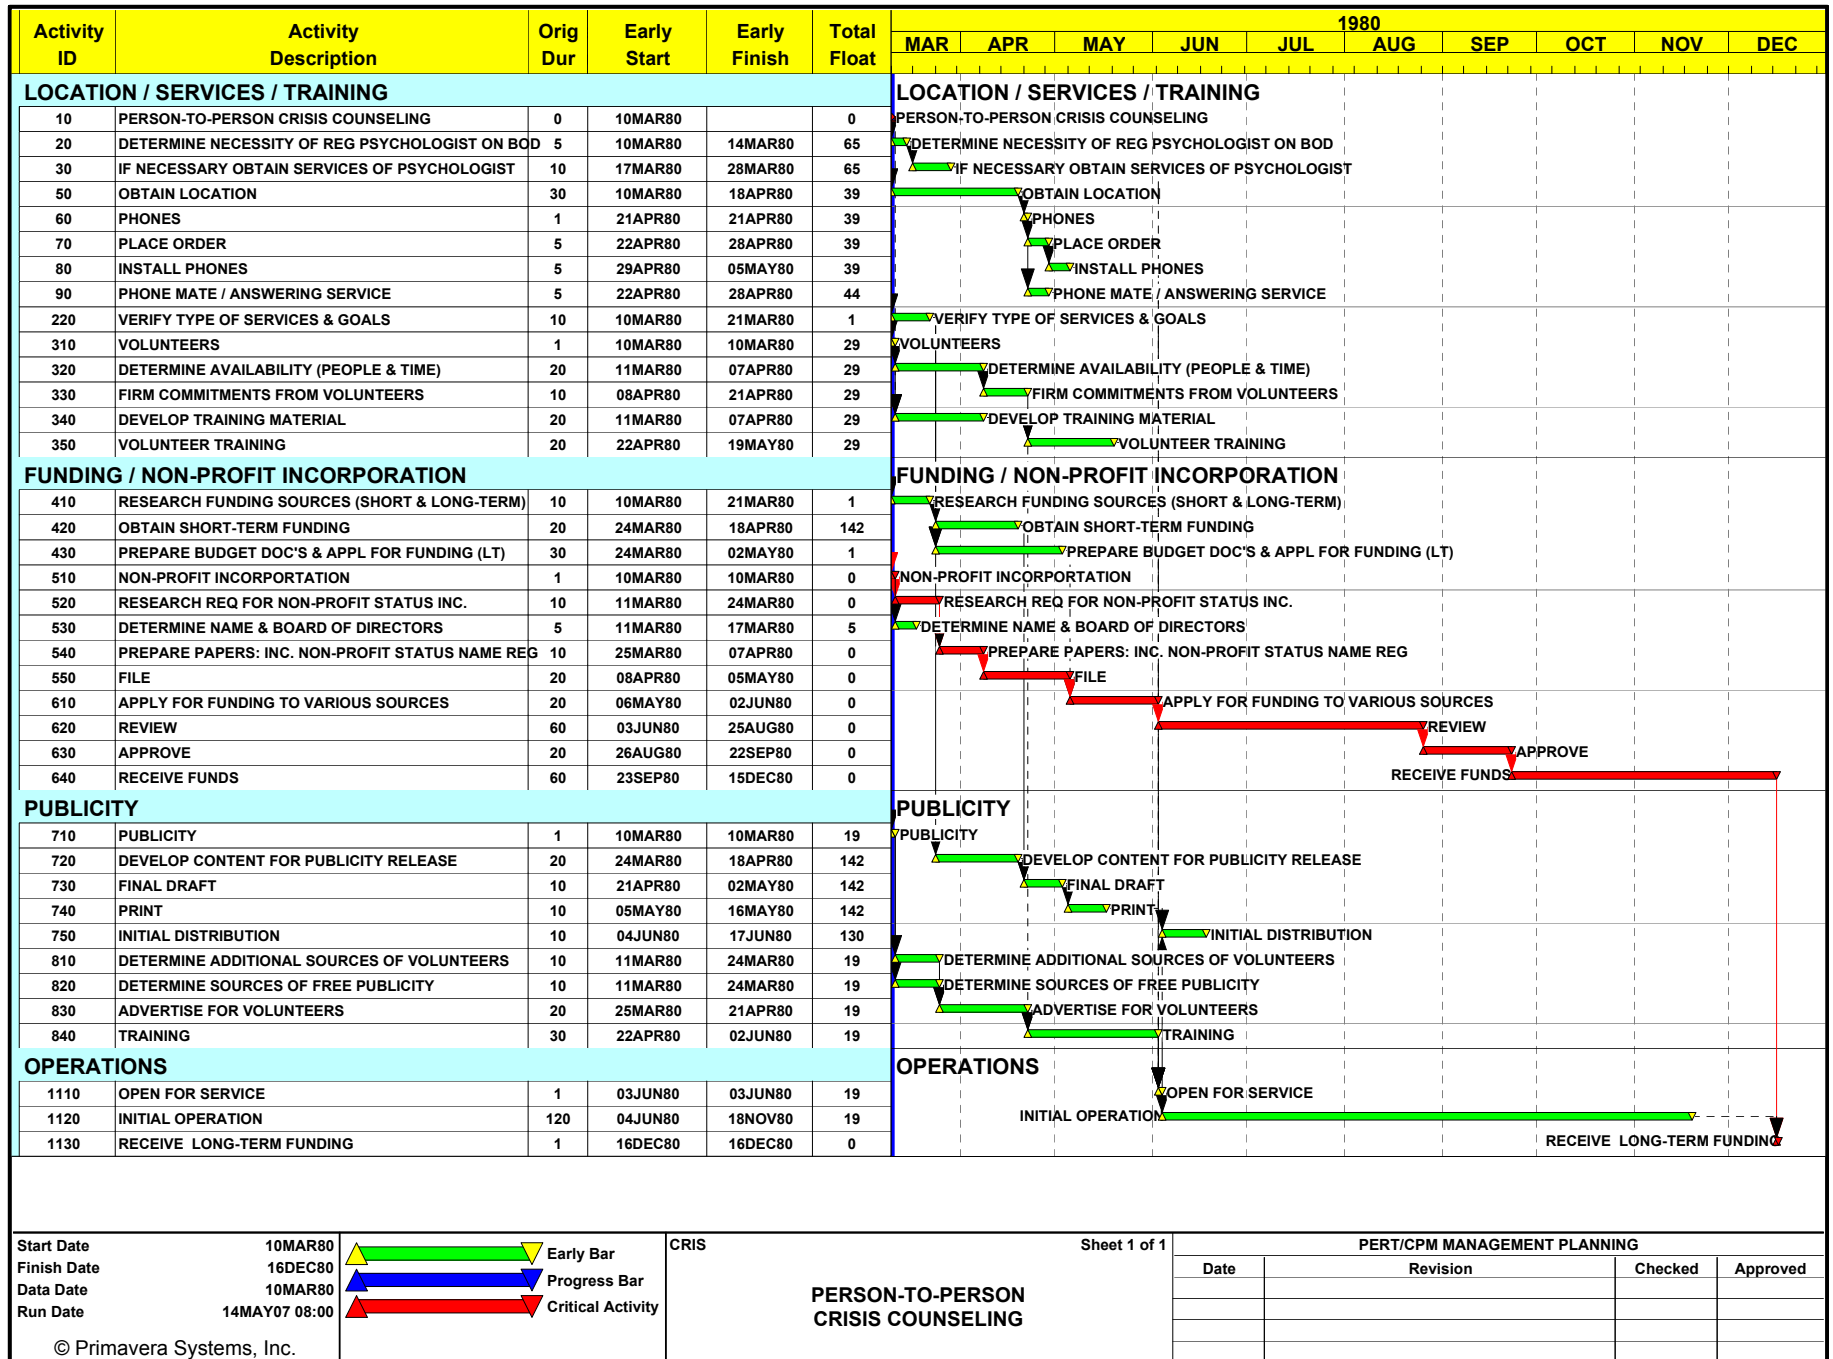 Activity ID Activity Description Orig Dur Early Start Early Finish Total Float 1980
MAR APR MAY JUN JUL AUG SEP OCT NOV DEC
LOCATION / SERVICES / TRAINING LOCATION / SERVICES / TRAINING
10 PERSON-TO-PERSON CRISIS COUNSELING 0 10MAR80 0 PERSON-TO-PERSON CRISIS COUNSELING
20 DETERMINE NECESSITY OF REG PSYCHOLOGIST ON BOD 5 10MAR80 14MAR80 65 DETERMINE NECESSITY OF REG PSYCHOLOGIST ON BOD
30 IF NECESSARY OBTAIN SERVICES OF PSYCHOLOGIST 10 17MAR80 28MAR80 65 IF NECESSARY OBTAIN SERVICES OF PSYCHOLOGIST
50 OBTAIN LOCATION 30 10MAR80 18APR80 39 OBTAIN LOCATION
60 PHONES 1 21APR80 21APR80 39 PHONES
70 PLACE ORDER 5 22APR80 28APR80 39 PLACE ORDER
80 INSTALL PHONES 5 29APR80 05MAY80 39 INSTALL PHONES
90 PHONE MATE / ANSWERING SERVICE 5 22APR80 28APR80 44 PHONE MATE / ANSWERING SERVICE
220 VERIFY TYPE OF SERVICES & GOALS 10 10MAR80 21MAR80 1 VERIFY TYPE OF SERVICES & GOALS
310 VOLUNTEERS 1 10MAR80 10MAR80 29 VOLUNTEERS
320 DETERMINE AVAILABILITY (PEOPLE & TIME) 20 11MAR80 07APR80 29 DETERMINE AVAILABILITY (PEOPLE & TIME)
330 FIRM COMMITMENTS FROM VOLUNTEERS 10 08APR80 21APR80 29 FIRM COMMITMENTS FROM VOLUNTEERS
340 DEVELOP TRAINING MATERIAL 20 11MAR80 07APR80 29 DEVELOP TRAINING MATERIAL
350 VOLUNTEER TRAINING 20 22APR80 19MAY80 29 VOLUNTEER TRAINING
FUNDING / NON-PROFIT INCORPORATION FUNDING / NON-PROFIT INCORPORATION
410 RESEARCH FUNDING SOURCES (SHORT & LONG-TERM) 10 10MAR80 21MAR80 1 RESEARCH FUNDING SOURCES (SHORT & LONG-TERM)
420 OBTAIN SHORT-TERM FUNDING 20 24MAR80 18APR80 142 OBTAIN SHORT-TERM FUNDING
430 PREPARE BUDGET DOC'S & APPL FOR FUNDING (LT) 30 24MAR80 02MAY80 1 PREPARE BUDGET DOC'S & APPL FOR FUNDING (LT)
510 NON-PROFIT INCORPORTATION 1 10MAR80 10MAR80 0 NON-PROFIT INCORPORTATION
520 RESEARCH REQ FOR NON-PROFIT STATUS INC. 10 11MAR80 24MAR80 0 RESEARCH REQ FOR NON-PROFIT STATUS INC.
530 DETERMINE NAME & BOARD OF DIRECTORS 5 11MAR80 17MAR80 5 DETERMINE NAME & BOARD OF DIRECTORS
540 PREPARE PAPERS: INC. NON-PROFIT STATUS NAME REG 10 25MAR80 07APR80 0 PREPARE PAPERS: INC. NON-PROFIT STATUS NAME REG
550 FILE 20 08APR80 05MAY80 0 FILE
610 APPLY FOR FUNDING TO VARIOUS SOURCES 20 06MAY80 02JUN80 0 APPLY FOR FUNDING TO VARIOUS SOURCES
620 REVIEW 60 03JUN80 25AUG80 0 REVIEW
630 APPROVE 20 26AUG80 22SEP80 0 APPROVE
640 RECEIVE FUNDS 60 23SEP80 15DEC80 0 RECEIVE FUNDS
PUBLICITY PUBLICITY
710 PUBLICITY 1 10MAR80 10MAR80 19 PUBLICITY
720 DEVELOP CONTENT FOR PUBLICITY RELEASE 20 24MAR80 18APR80 142 DEVELOP CONTENT FOR PUBLICITY RELEASE
730 FINAL DRAFT 10 21APR80 02MAY80 142 FINAL DRAFT
740 PRINT 10 05MAY80 16MAY80 142 PRINT
750 INITIAL DISTRIBUTION 10 04JUN80 17JUN80 130 INITIAL DISTRIBUTION
810 DETERMINE ADDITIONAL SOURCES OF VOLUNTEERS 10 11MAR80 24MAR80 19 DETERMINE ADDITIONAL SOURCES OF VOLUNTEERS
820 DETERMINE SOURCES OF FREE PUBLICITY 10 11MAR80 24MAR80 19 DETERMINE SOURCES OF FREE PUBLICITY
830 ADVERTISE FOR VOLUNTEERS 20 25MAR80 21APR80 19 ADVERTISE FOR VOLUNTEERS
840 TRAINING 30 22APR80 02JUN80 19 TRAINING
OPERATIONS OPERATIONS
1110 OPEN FOR SERVICE 1 03JUN80 03JUN80 19 OPEN FOR SERVICE
1120 INITIAL OPERATION 120 04JUN80 18NOV80 19 INITIAL OPERATION
1130 RECEIVE LONG-TERM FUNDING 1 16DEC80 16DEC80 0 RECEIVE LONG-TERM FUNDING
Start Date 10MAR80
Finish Date 16DEC80
Data Date 10MAR80
Run Date 14MAY07 08:00
© Primavera Systems, Inc.
Early Bar
Progress Bar
Critical Activity
CRIS Sheet 1 of 1
PERSON-TO-PERSON
CRISIS COUNSELING
PERT/CPM MANAGEMENT PLANNING
Date Revision Checked Approved